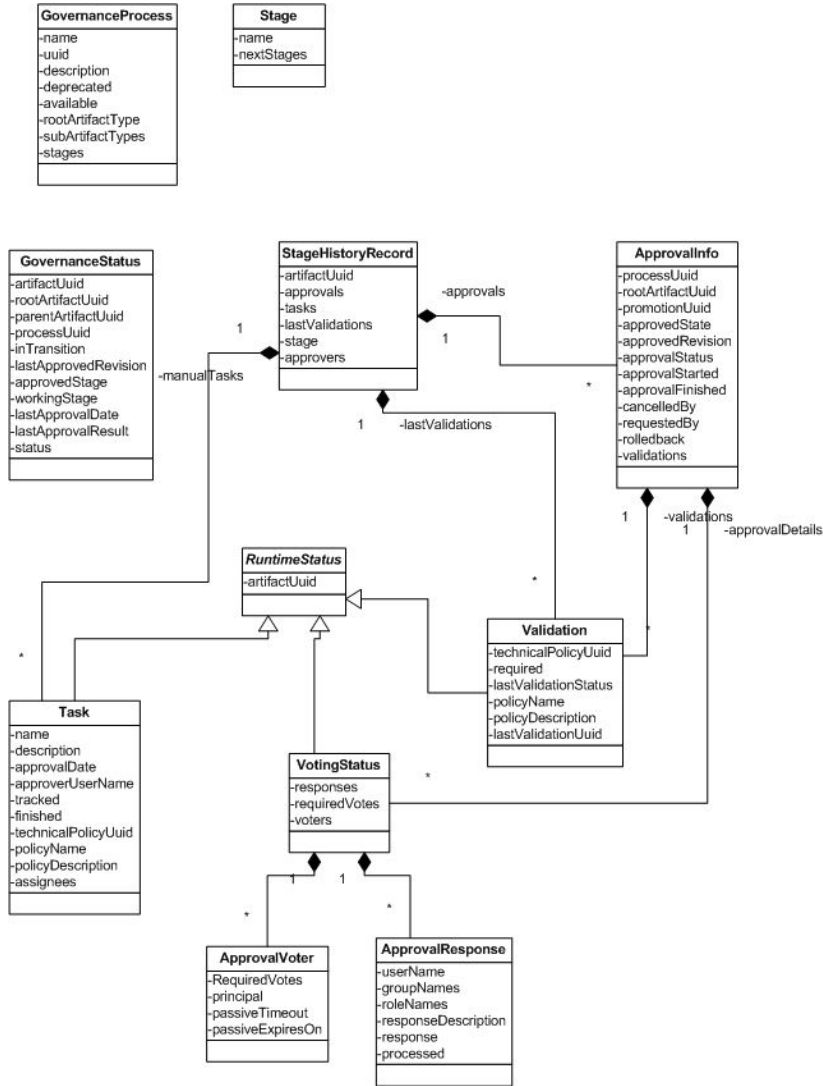 GovernanceProcess
-name
-uuid
-description
-deprecated
-available
-rootArtifactType
-subArtifactTypes
-stages
Stage
-name
-nextStages
GovernanceStatus
-artifactUuid
-rootArtifactUuid
-parentArtifactUuid
-processUuid
-inTransition
-lastApprovedRevision
-approvedStage
-workingStage
-lastApprovalDate
-lastApprovalResult
-status
StageHistoryRecord
-artifactUuid
-approvals
-tasks
-lastValidations
-stage
-approvers
ApprovalInfo
-processUuid
-rootArtifactUuid
-promotionUuid
-approvedState
-approvedRevision
-approvalStatus
-approvalStarted
-approvalFinished
-cancelledBy
-requestedBy
-rolledback
-validations
-approvals
1
*
1
-manualTasks
*
1
-lastValidations
*
1
-validations
*
1
-approvalDetails
*
RuntimeStatus
-artifactUuid
Validation
-technicalPolicyUuid
-required
-lastValidationStatus
-policyName
-policyDescription
-lastValidationUuid
Task
-name
-description
-approvalDate
-approverUserName
-tracked
-finished
-technicalPolicyUuid
-policyName
-policyDescription
-assignees
VotingStatus
-responses
-requiredVotes
-voters
1
*
1
*
ApprovalVoter
-RequiredVotes
-principal
-passiveTimeout
-passiveExpiresOn
ApprovalResponse
-userName
-groupNames
-roleNames
-responseDescription
-response
-processed